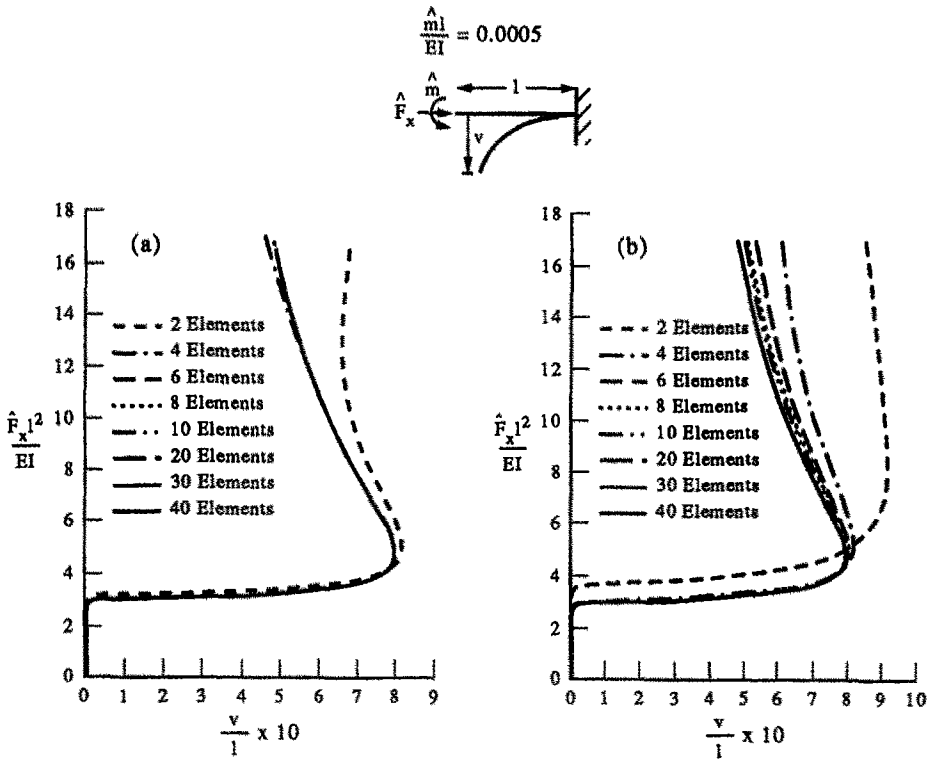 m̂l/EI = 0.0005
m̂
l
F̂x
v
18
16
14
12
10
8
6
4
2
0
(a)
2 Elements
4 Elements
6 Elements
8 Elements
10 Elements
20 Elements
30 Elements
40 Elements
F̂x l²/EI
0 1 2 3 4 5 6 7 8 9
v/l x 10
18
16
14
12
10
8
6
4
2
0
(b)
2 Elements
4 Elements
6 Elements
8 Elements
10 Elements
20 Elements
30 Elements
40 Elements
F̂x l²/EI
0 1 2 3 4 5 6 7 8 9 10
v/l x 10